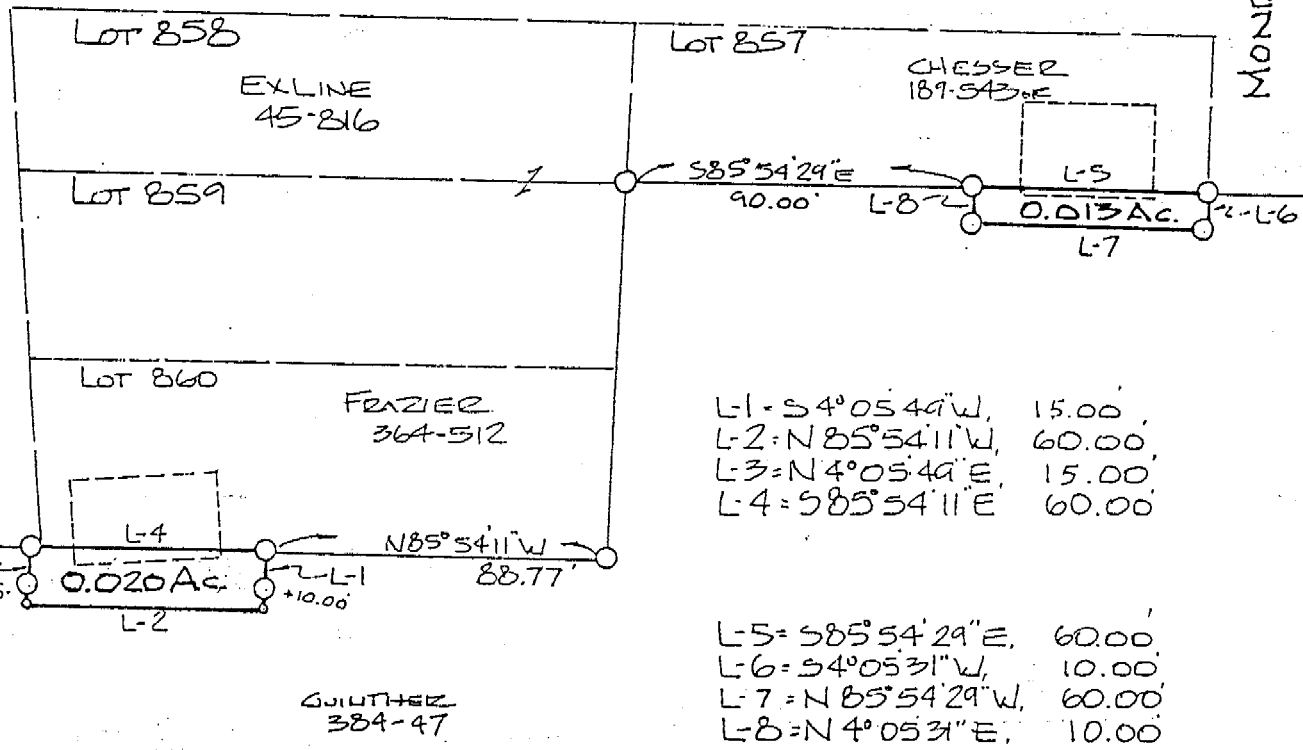 LOT 858
LOT 857
EXLINE
45-816
CHESSER
189-543
LOT 859
S85°54'29"E
90.00'
L-8
L-5
0.013 Ac.
L-6
L-7
LOT 860
FRAZIER
364-512
L-1 = S4°05'49"W, 15.00'
L-2 = N85°54'11"W, 60.00'
L-3 = N4°05'49"E, 15.00'
L-4 = S85°54'11"E 60.00'
L-4
N85°54'11"W
88.77'
0.020 Ac.
L-1
+10.00'
L-2
L-5 = S85°54'29"E, 60.00'
L-6 = S4°05'31"W, 10.00'
L-7 = N85°54'29"W, 60.00'
L-8 = N4°05'31"E, 10.00'
GUINTHER
384-47